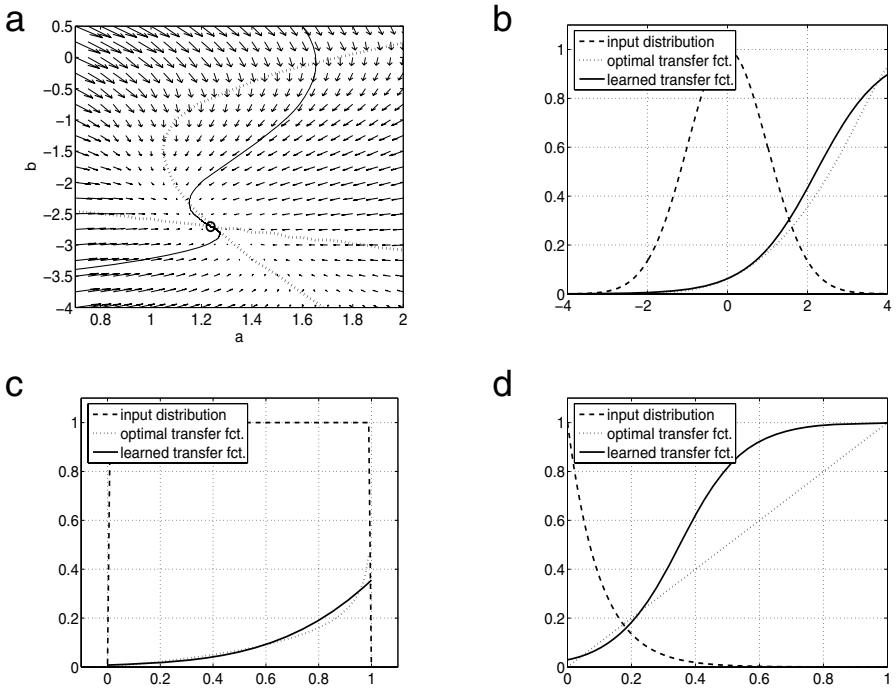 a
0.5
0
−0.5
−1
−1.5
−2
−2.5
−3
−3.5
−4
b
0.8 1 1.2 1.4 1.6 1.8 2
a
b
input distribution
optimal transfer fct.
learned transfer fct.
1
0.8
0.6
0.4
0.2
0
−4 −2 0 2 4
c
input distribution
optimal transfer fct.
learned transfer fct.
1
0.8
0.6
0.4
0.2
0
0 0.2 0.4 0.6 0.8 1
d
input distribution
optimal transfer fct.
learned transfer fct.
1
0.8
0.6
0.4
0.2
0
0 0.2 0.4 0.6 0.8 1